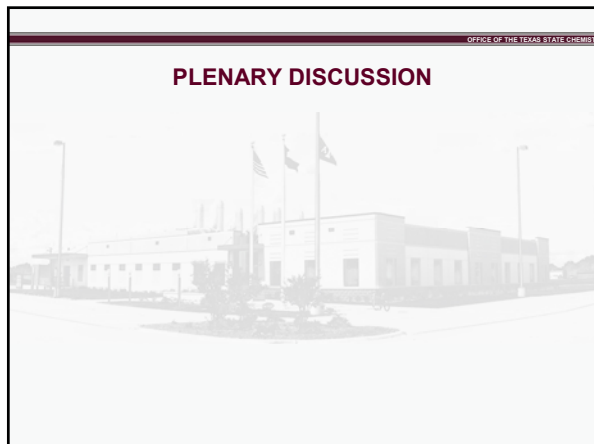 OFFICE OF THE TEXAS STATE CHEMIST
PLENARY DISCUSSION